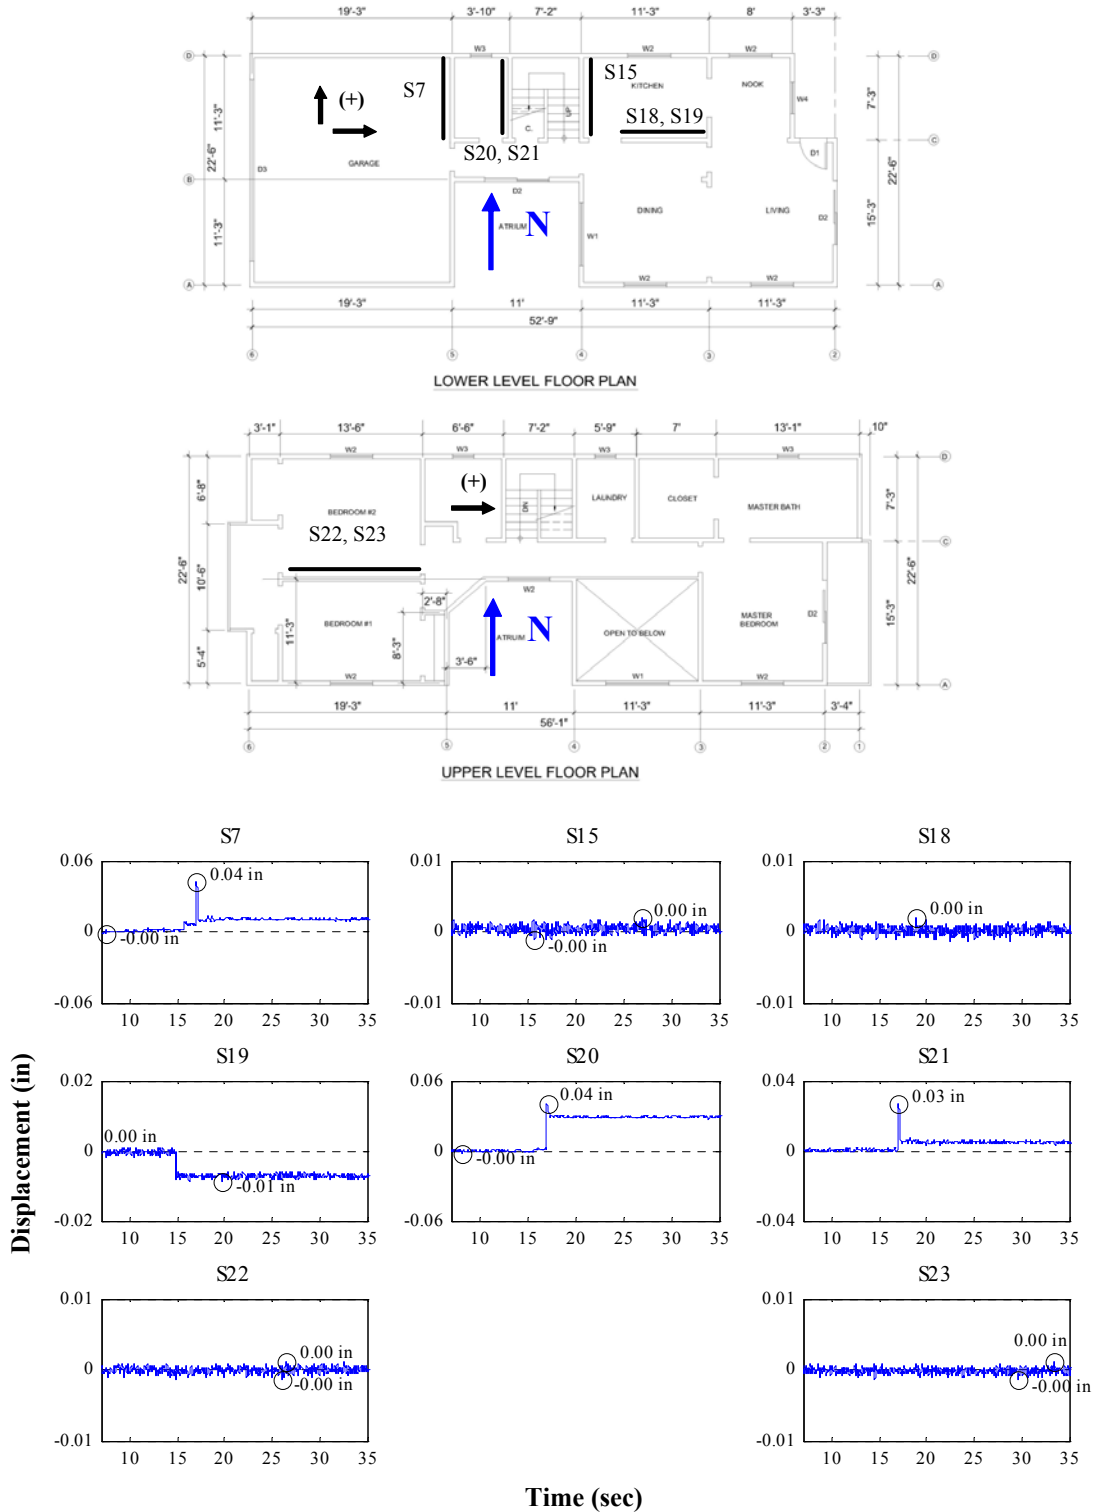 19'-3" 3'-10" 7'-2" 11'-3" 8' 3'-3"
W3 W2 W2
D D
S7 S15
KITCHEN NOOK
(+)
W4
S18, S19
UP
C.
11'-3" 7'-3"
22'-6"
S20, S21
C
D1
GARAGE
D3
B
D2
22'-6"
N
ATRIUM
DINING LIVING
D2
W1
11'-3" 15'-3"
W2 W2
A A
19'-3" 11' 11'-3" 11'-3"
52'-9"
6 5 4 3 2
LOWER LEVEL FLOOR PLAN
3'-1" 13'-6" 6'-6" 7'-2" 5'-9" 7' 13'-1" 10"
W2 W3 W3 W3
D
(+)
6'-8" 7'-3"
LAUNDRY CLOSET
DN
BEDROOM #2 MASTER BATH
S22, S23
C
22'-6" 10'-6" 22'-6"
W2
2'-8"
N
D2
MASTER
BEDROOM
BEDROOM #1
11'-3"
8'-3"
ATRUIM OPEN TO BELOW
15'-3"
5'-4"
3'-6"
W2 W1 W2
A
19'-3" 11' 11'-3" 11'-3" 3'-4"
56'-1"
6 5 4 3 2 1
UPPER LEVEL FLOOR PLAN
S7 S15 S18
0.06 0.01 0.01
0.04 in 0.00 in 0.00 in
0 0 0
-0.00 in -0.00 in
-0.06 -0.01 -0.01
10 15 20 25 30 35 10 15 20 25 30 35 10 15 20 25 30 35
S19 S20 S21
0.02 0.06 0.04
0.00 in 0.04 in 0.03 in
0 0 0
-0.01 in -0.00 in
-0.02 -0.06 -0.04
10 15 20 25 30 35 10 15 20 25 30 35 10 15 20 25 30 35
S22 S23
0.01 0.01
0.00 in 0.00 in
0 0
-0.00 in -0.00 in
-0.01 -0.01
10 15 20 25 30 35 10 15 20 25 30 35
Displacement (in)
Time (sec)